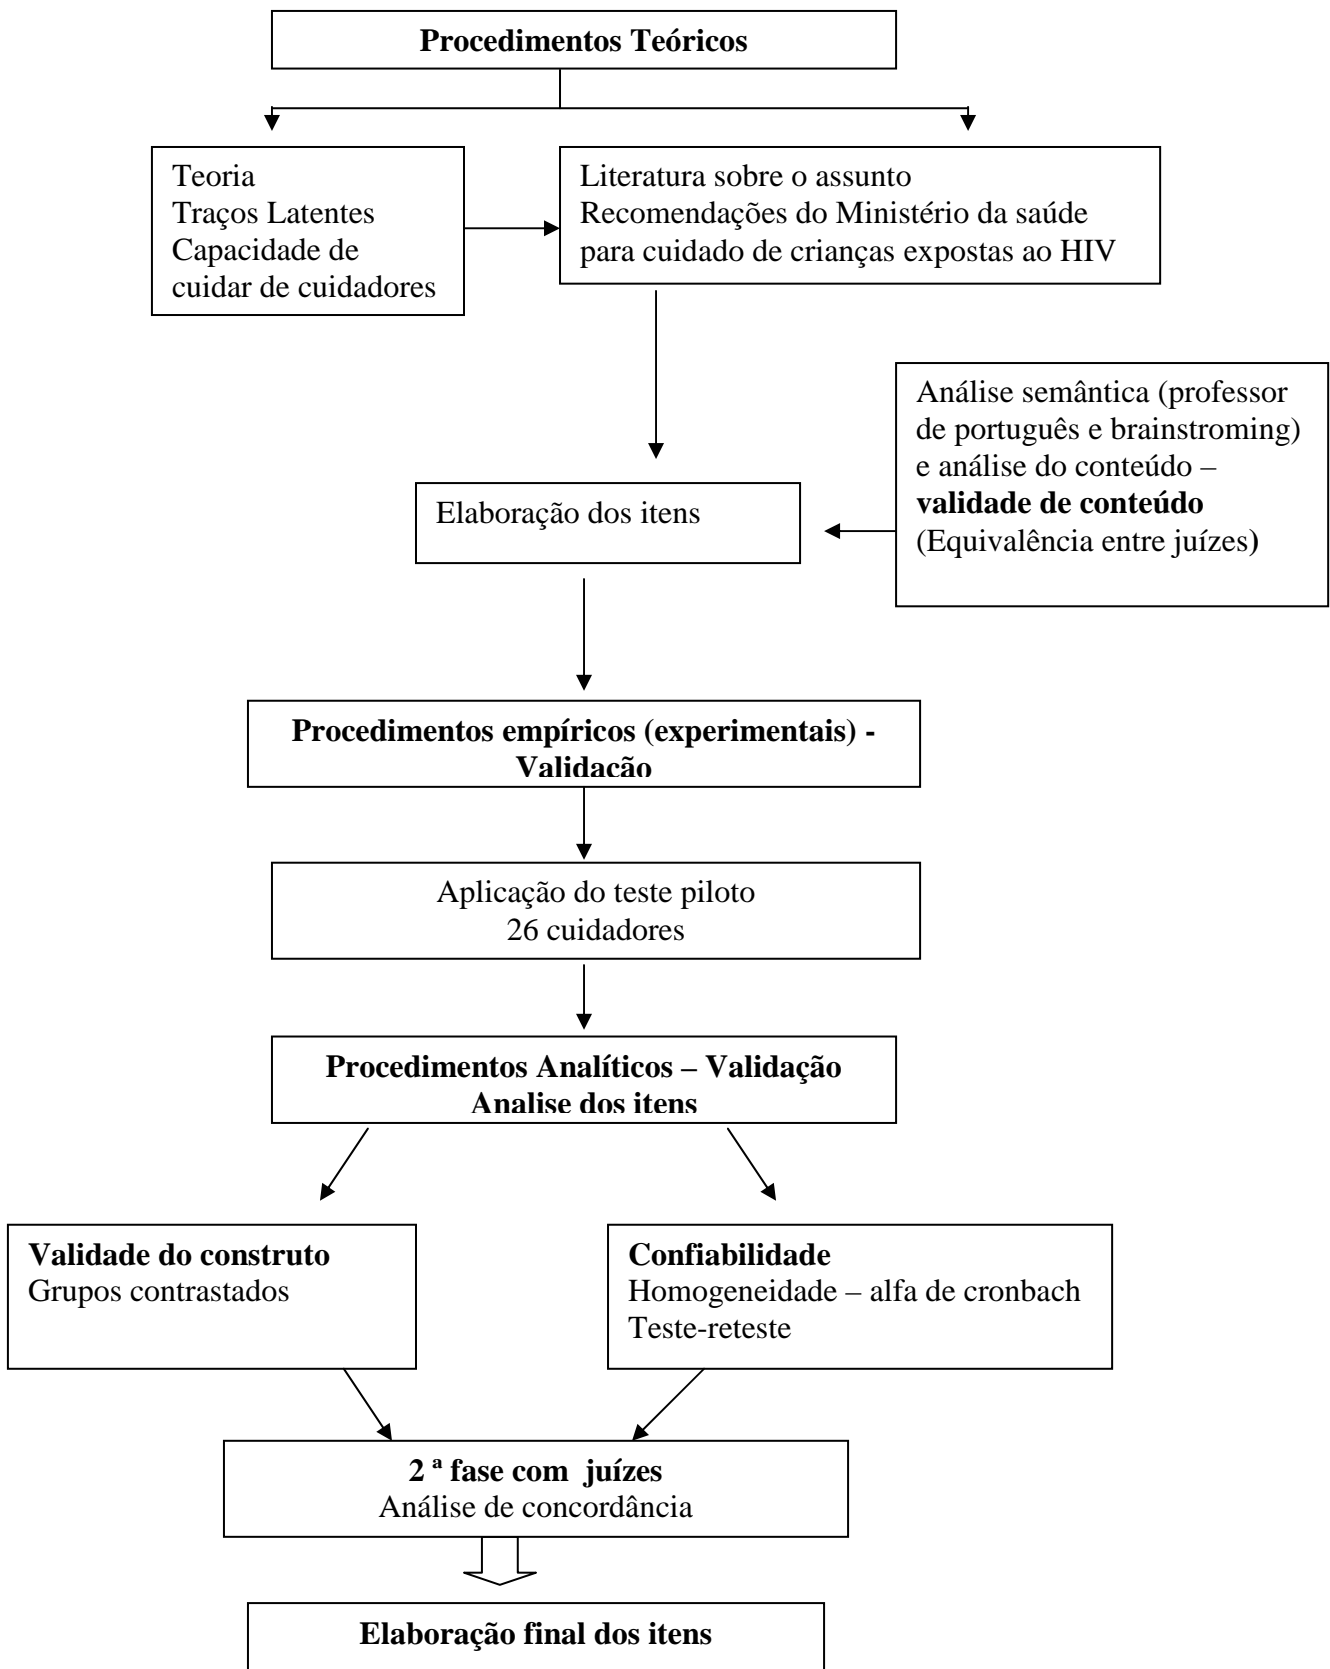 Procedimentos Teóricos
Teoria
Traços Latentes
Capacidade de
cuidar de cuidadores
Literatura sobre o assunto
Recomendações do Ministério da saúde
para cuidado de crianças expostas ao HIV
Análise semântica (professor
de português e brainstroming)
e análise do conteúdo –
validade de conteúdo
(Equivalência entre juízes)
Elaboração dos itens
Procedimentos empíricos (experimentais) -
Validação
Aplicação do teste piloto
26 cuidadores
Procedimentos Analíticos – Validação
Analise dos itens
Validade do construto
Grupos contrastados
Confiabilidade
Homogeneidade – alfa de cronbach
Teste-reteste
2 ª fase com  juízes
Análise de concordância
Elaboração final dos itens